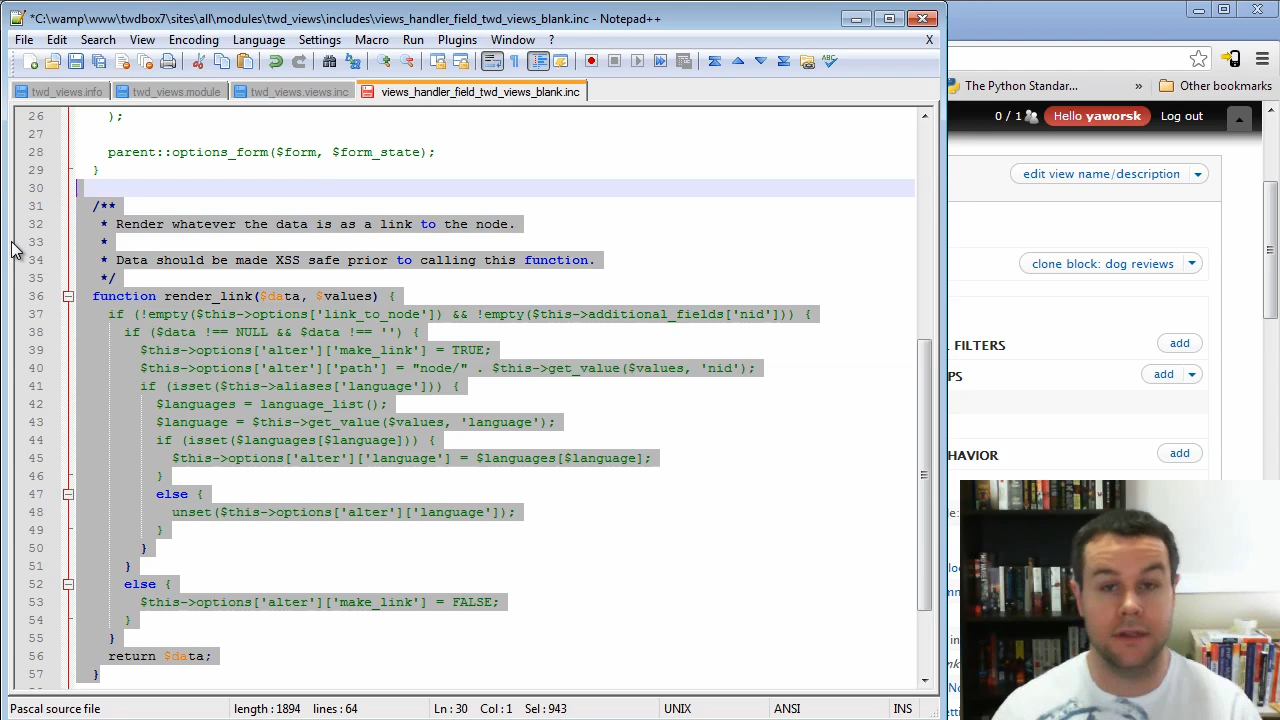 *C:\wamp\www\twdbox7\sites\all\modules\twd_views\includes\views_handler_field_twd_views_blank.inc - Notepad++
File Edit Search View Encoding Language Settings Macro Run Plugins Window ? X
twd_views.info twd_views.module twd_views.views.inc views_handler_field_twd_views_blank.inc
26 );
27
28 parent::options_form($form, $form_state);
29 }
30
31 /**
32 * Render whatever the data is as a link to the node.
33 *
34 * Data should be made XSS safe prior to calling this function.
35 */
36 function render_link($data, $values) {
37 if (!empty($this->options['link_to_node']) && !empty($this->additional_fields['nid'])) {
38 if ($data !== NULL && $data !== '') {
39 $this->options['alter']['make_link'] = TRUE;
40 $this->options['alter']['path'] = "node/" . $this->get_value($values, 'nid');
41 if (isset($this->aliases['language'])) {
42 $languages = language_list();
43 $language = $this->get_value($values, 'language');
44 if (isset($languages[$language])) {
45 $this->options['alter']['language'] = $languages[$language];
46 }
47 else {
48 unset($this->options['alter']['language']);
49 }
50 }
51 }
52 else {
53 $this->options['alter']['make_link'] = FALSE;
54 }
55 }
56 return $data;
57 }
Pascal source file length : 1894 lines : 64 Ln : 30 Col : 1 Sel : 943 UNIX ANSI INS
The Python Standar... » Other bookmarks
0 / 1 Hello yaworsk Log out
edit view name/description
clone block: dog reviews
FILTERS add
PS add
HAVIOR add